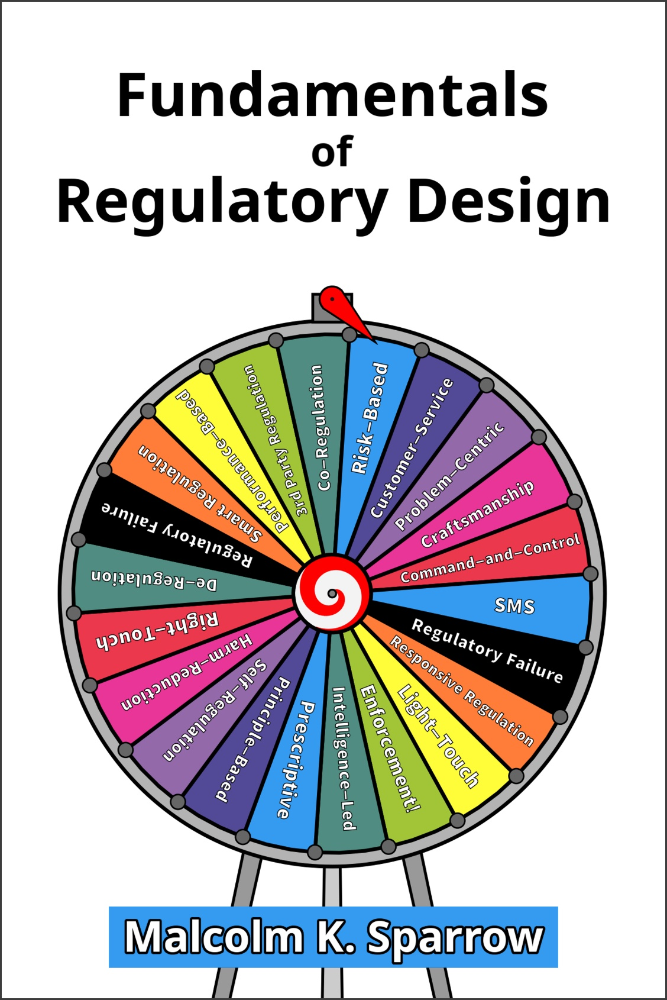 Fundamentals
of
Regulatory Design
Co-Regulation
Risk-Based
Customer-Service
Problem-Centric
Craftsmanship
Command-and-Control
SMS
Regulatory Failure
Responsive Regulation
Light-Touch
Enforcement!
Intelligence-Led
Prescriptive
Principle-Based
Self-Regulation
Harm-Reduction
Right-Touch
De-Regulation
Regulatory Failure
Smart Regulation
Performance-Based
3rd Party Regulation
Malcolm K. Sparrow